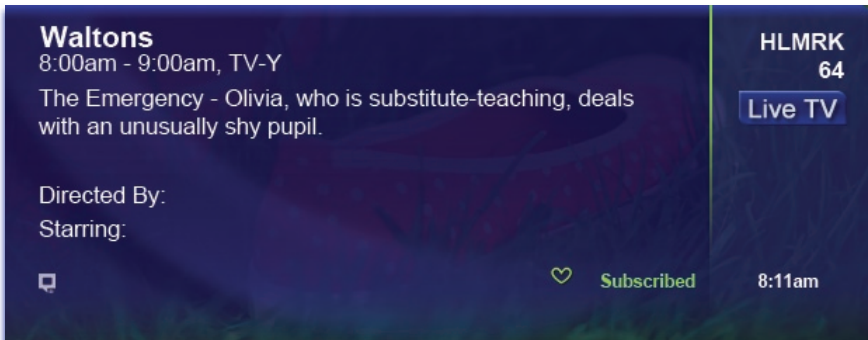 Waltons
8:00am - 9:00am, TV-Y
The Emergency - Olivia, who is substitute-teaching, deals
with an unusually shy pupil.
Directed By:
Starring:
HLMRK
64
Live TV
Subscribed
8:11am